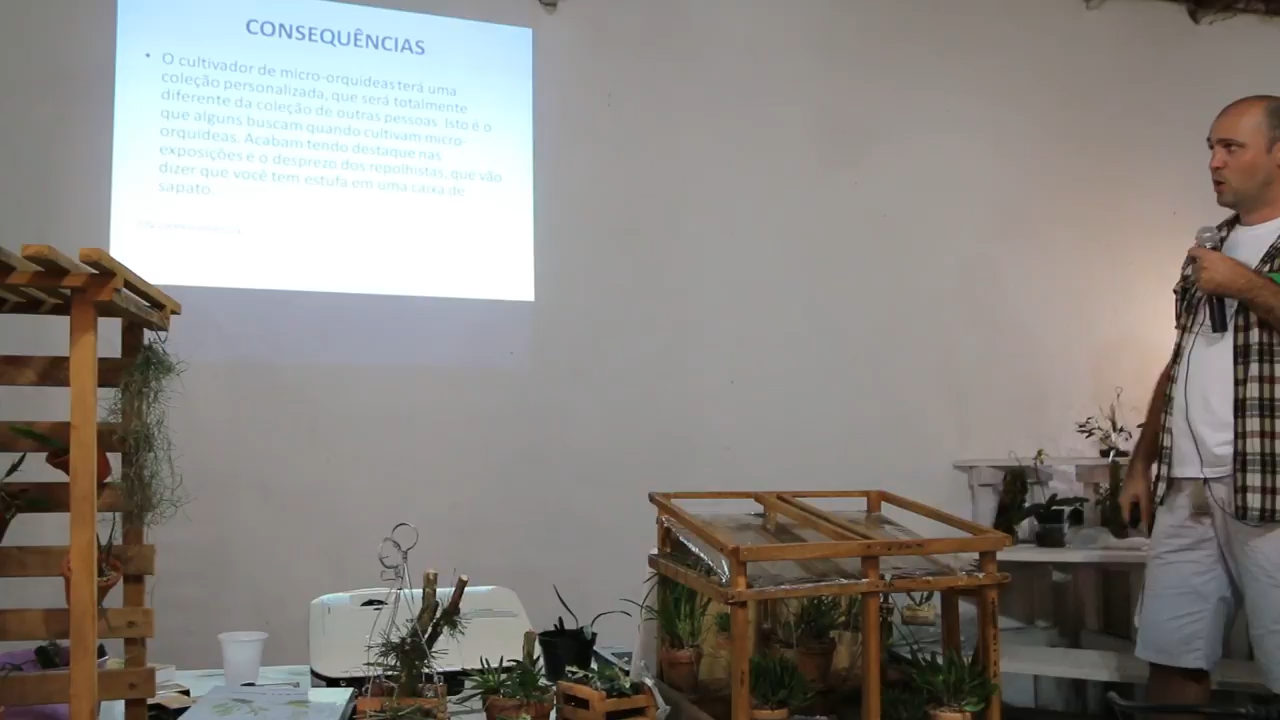 CONSEQUÊNCIAS
• O cultivador de micro-orquídeas terá uma
coleção personalizada, que será totalmente
diferente da coleção de outras pessoas. Isto é o
que alguns buscam quando cultivam micro-
orquídeas. Acabam tendo destaque nas
exposições e o desprezo dos repolhistas, que vão
dizer que você tem estufa em uma caixa de
sapato.